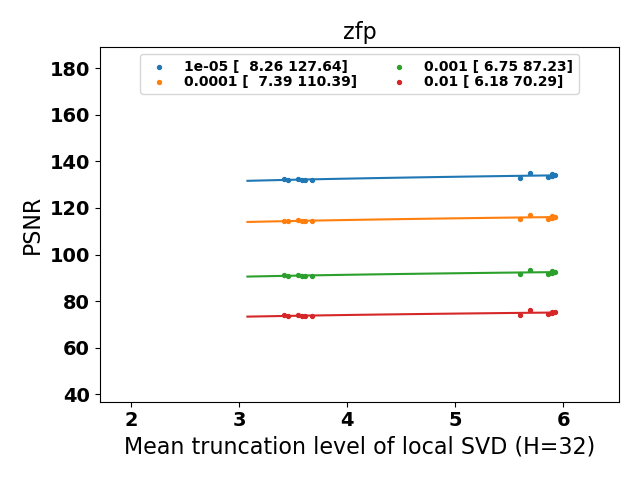 zfp
1e-05 [  8.26 127.64]
0.0001 [  7.39 110.39]
0.001 [ 6.75 87.23]
0.01 [ 6.18 70.29]
PSNR
180
160
140
120
100
80
60
40
2 3 4 5 6
Mean truncation level of local SVD (H=32)